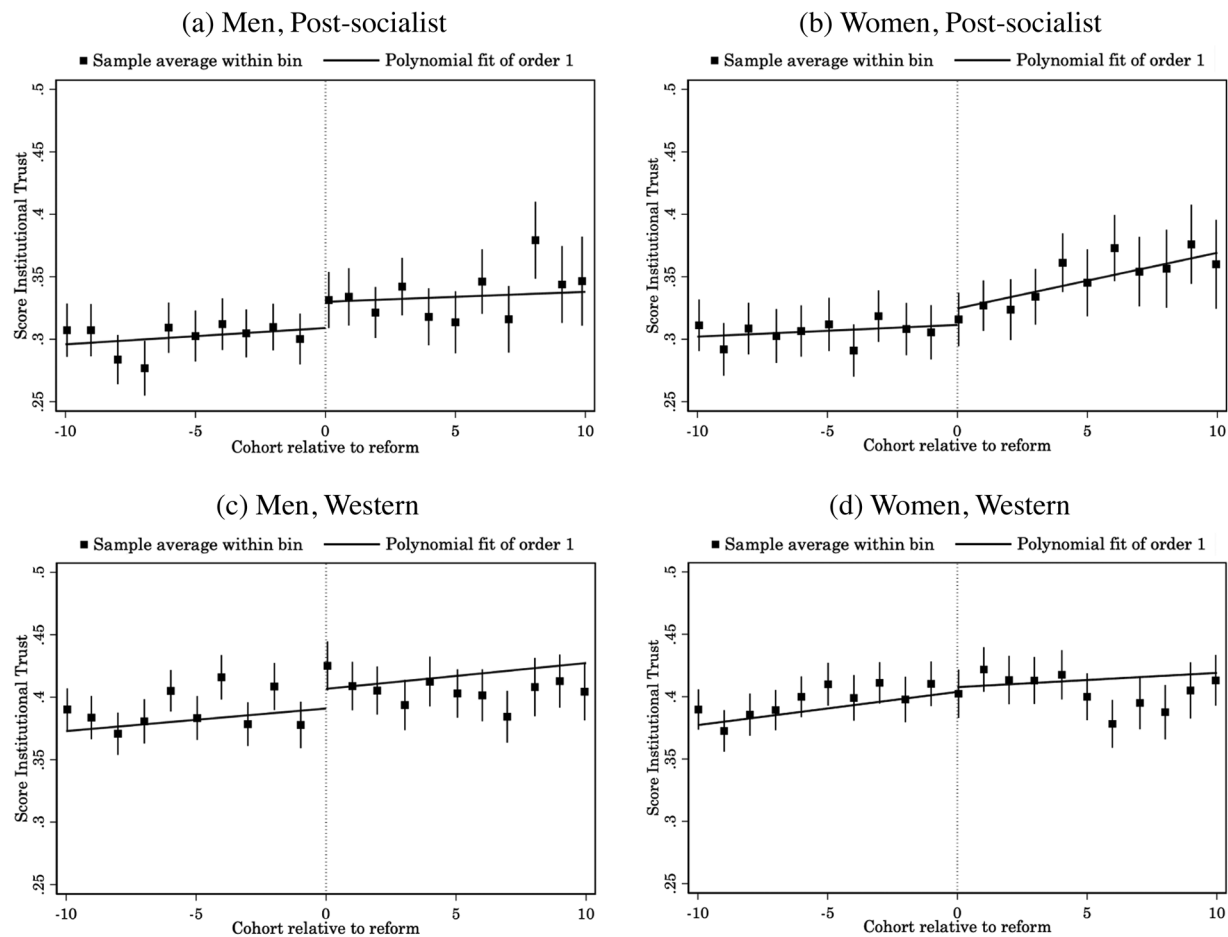 (a) Men, Post-socialist
■ Sample average within bin — Polynomial fit of order 1
Score Institutional Trust
.5
.45
.4
.35
.3
.25
-10 -5 0 5 10
Cohort relative to reform
(b) Women, Post-socialist
■ Sample average within bin — Polynomial fit of order 1
Score Institutional Trust
.5
.45
.4
.35
.3
.25
-10 -5 0 5 10
Cohort relative to reform
(c) Men, Western
■ Sample average within bin — Polynomial fit of order 1
Score Institutional Trust
.5
.45
.4
.35
.3
.25
-10 -5 0 5 10
Cohort relative to reform
(d) Women, Western
■ Sample average within bin — Polynomial fit of order 1
Score Institutional Trust
.5
.45
.4
.35
.3
.25
-10 -5 0 5 10
Cohort relative to reform